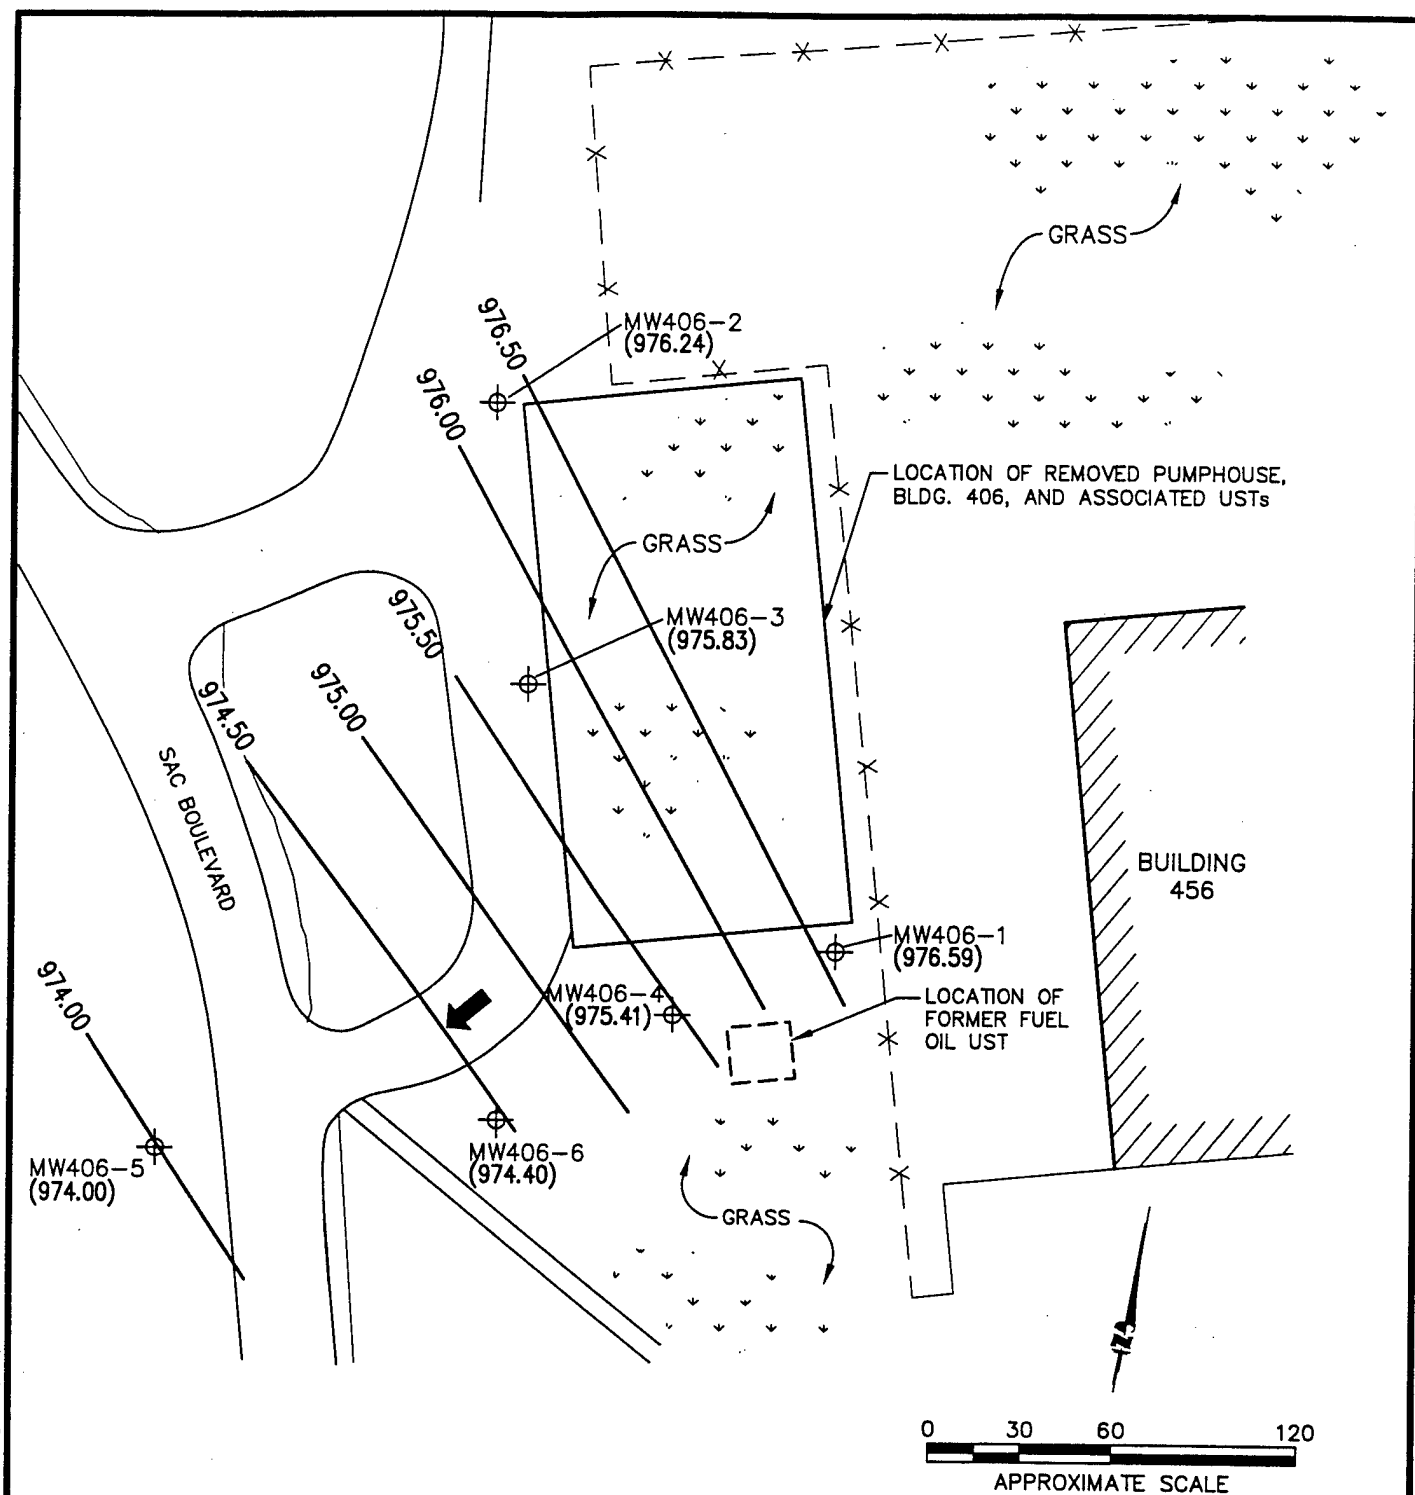 GRASS
976.50
MW406-2
(976.24)
976.00
LOCATION OF REMOVED PUMPHOUSE,
BLDG. 406, AND ASSOCIATED USTs
GRASS
975.50
MW406-3
(975.83)
975.00
974.50
SAC BOULEVARD
BUILDING
456
MW406-1
(976.59)
974.00
MW406-4
(975.41)
LOCATION OF
FORMER FUEL
OIL UST
MW406-5
(974.00)
MW406-6
(974.40)
GRASS
N
0 30 60 120
APPROXIMATE SCALE